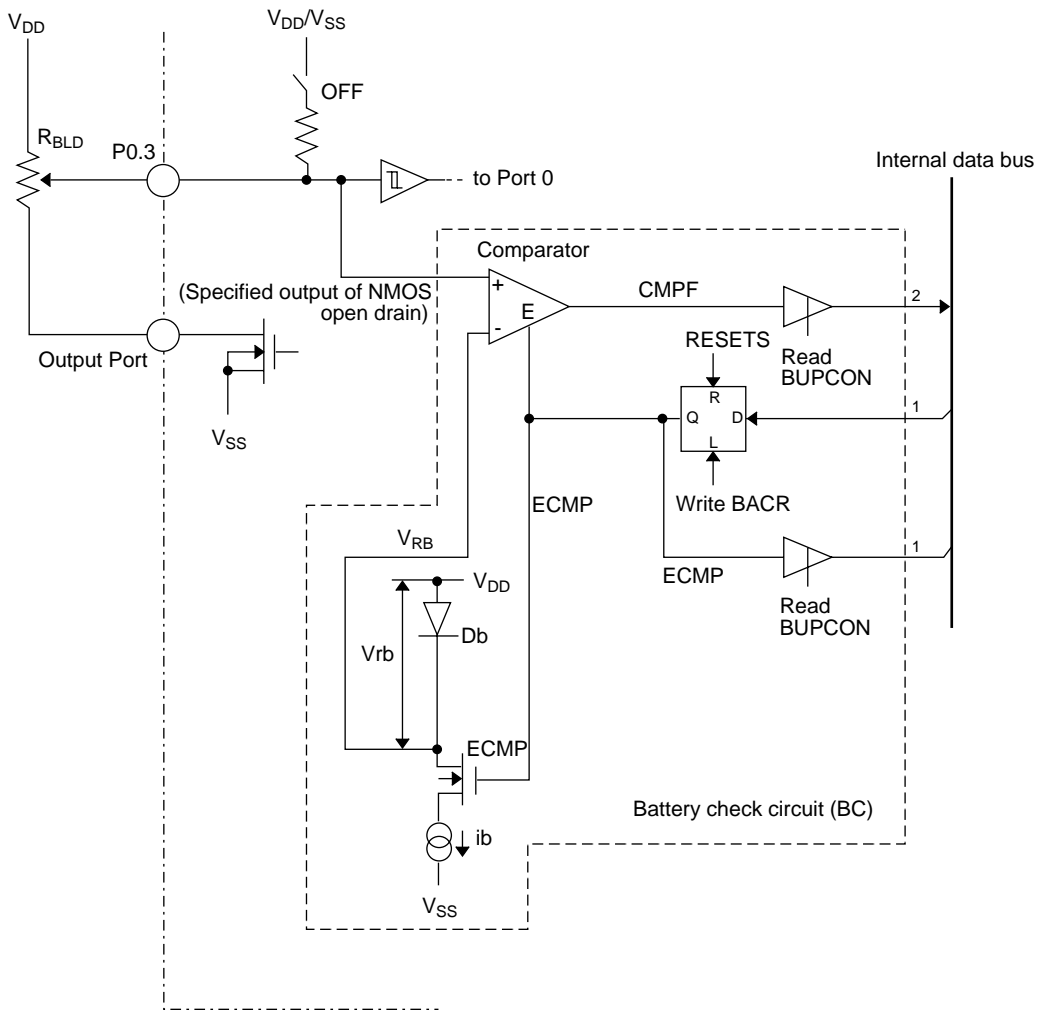 VDD
VDD/VSS
OFF
RBLD
P0.3
to Port 0
Internal data bus
Comparator
(Specified output of NMOS
open drain)
+
E
-
CMPF
2
Read
BUPCON
Output Port
VSS
RESETS
R
Q
D
L
1
Write BACR
ECMP
VRB
ECMP
1
Read
BUPCON
VDD
Db
Vrb
ECMP
ib
VSS
Battery check circuit (BC)